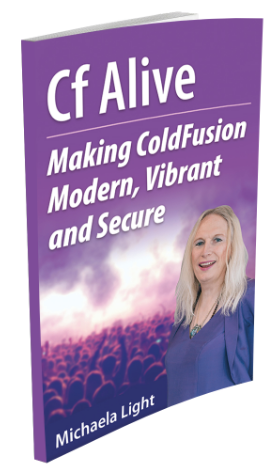 Cf Alive
Making ColdFusion
Modern, Vibrant
and Secure
Michaela Light